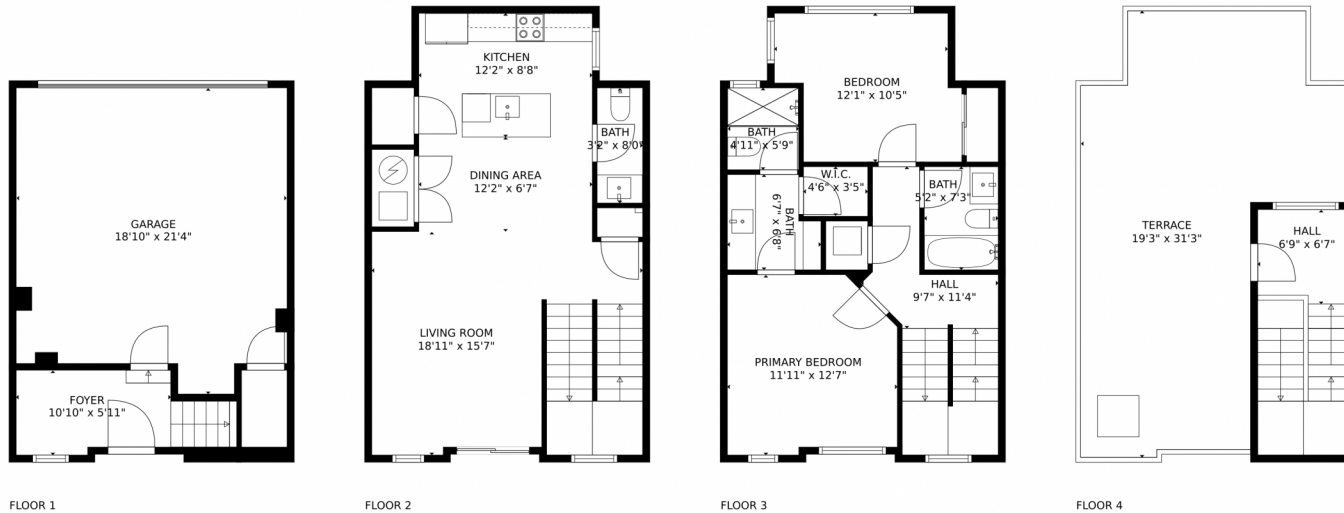 GARAGE
18'10" x 21'4"
FOYER
10'10" x 5'11"
FLOOR 1
KITCHEN
12'2" x 8'8"
BATH
3'2" x 8'0"
DINING AREA
12'2" x 6'7"
LIVING ROOM
18'11" x 15'7"
FLOOR 2
BEDROOM
12'1" x 10'5"
BATH
4'11" x 5'9"
W.I.C.
4'6" x 3'5"
BATH
5'2" x 7'3"
BATH
6'7" x 6'8"
HALL
9'7" x 11'4"
PRIMARY BEDROOM
11'11" x 12'7"
FLOOR 3
TERRACE
19'3" x 31'3"
HALL
6'9" x 6'7"
FLOOR 4